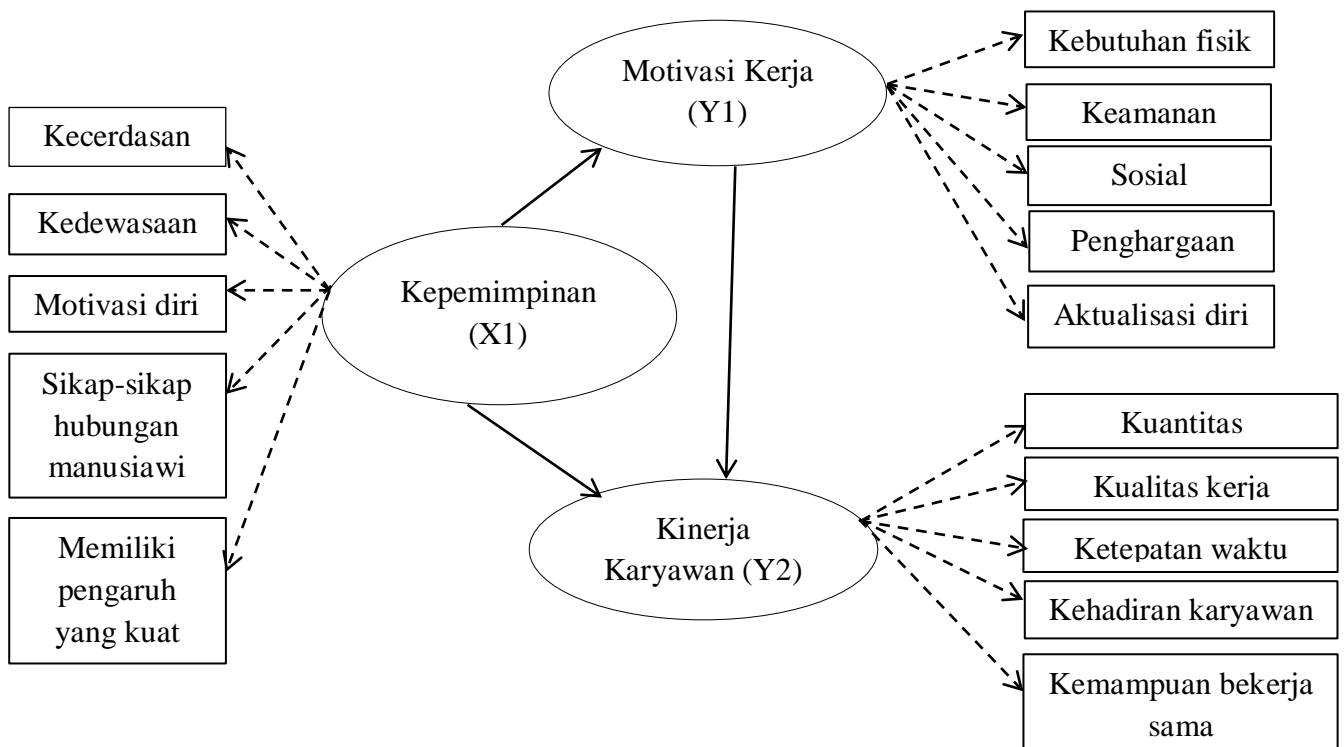 Motivasi Kerja
(Y1)
Kecerdasan
Kedewasaan
Motivasi diri
Sikap-sikap
hubungan
manusiawi
Memiliki
pengaruh
yang kuat
Kepemimpinan
(X1)
Kinerja
Karyawan (Y2)
Kebutuhan fisik
Keamanan
Sosial
Penghargaan
Aktualisasi diri
Kuantitas
Kualitas kerja
Ketepatan waktu
Kehadiran karyawan
Kemampuan bekerja
sama